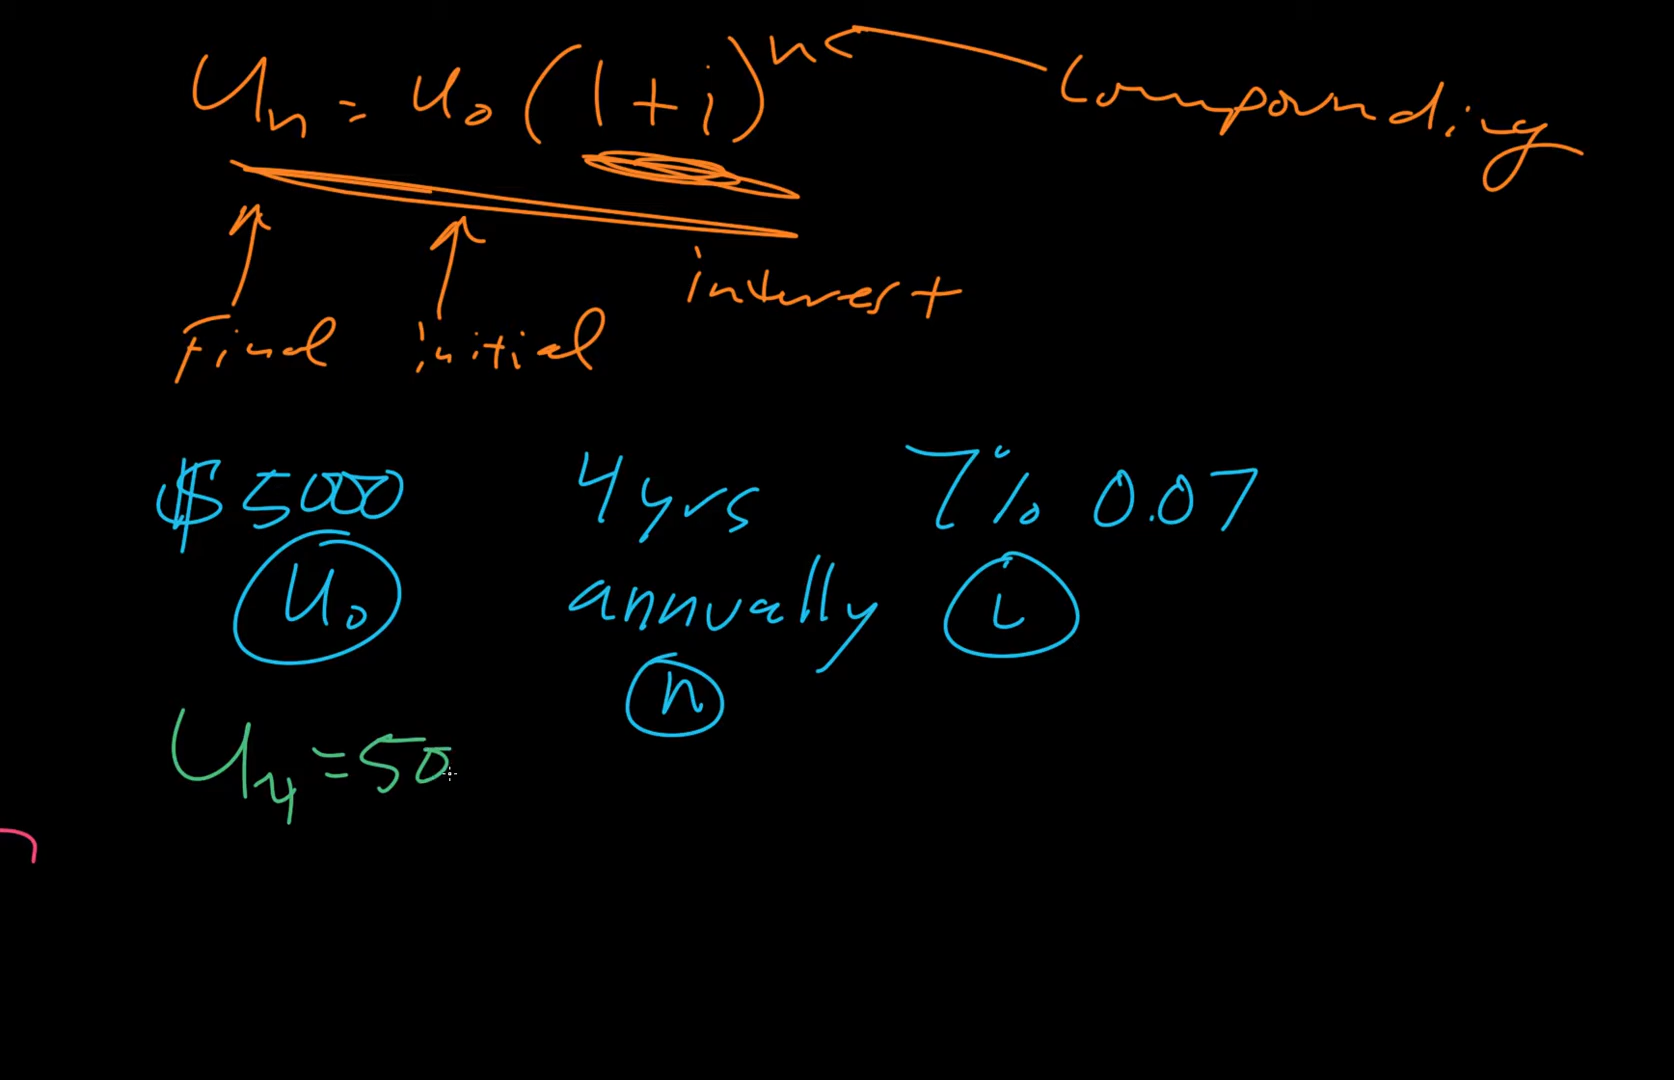 Un = u0 (1+i)^n compounding
interest
Final initial
$5000 4yrs 7% 0.07
u0 annually i
n
U4 = 50